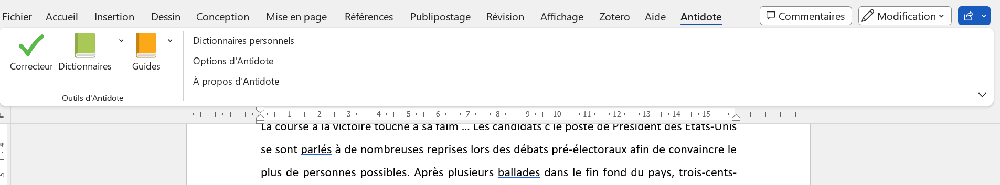 Fichier Accueil Insertion Dessin Conception Mise en page Références Publipostage Révision Affichage Zotero Aide Antidote Commentaires Modification
Correcteur Dictionnaires Guides
Outils d'Antidote
Dictionnaires personnels
Options d'Antidote
À propos d'Antidote
1 2 3 4 5 6 7 8 9 10 11 12 13 14 15
4
5
La course à la victoire touche à sa faim ... Les candidats c le poste de Président des États-Unis
se sont parlés à de nombreuses reprises lors des débats pré-électoraux afin de convaincre le
plus de personnes possibles. Après plusieurs ballades dans le fin fond du pays, trois-cents-